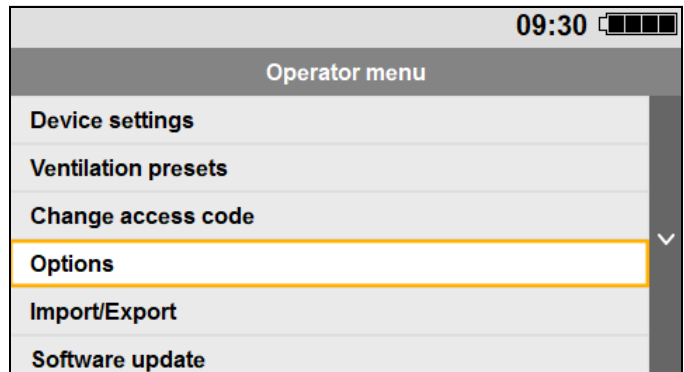 09:30
Operator menu
Device settings
Ventilation presets
Change access code
Options
Import/Export
Software update